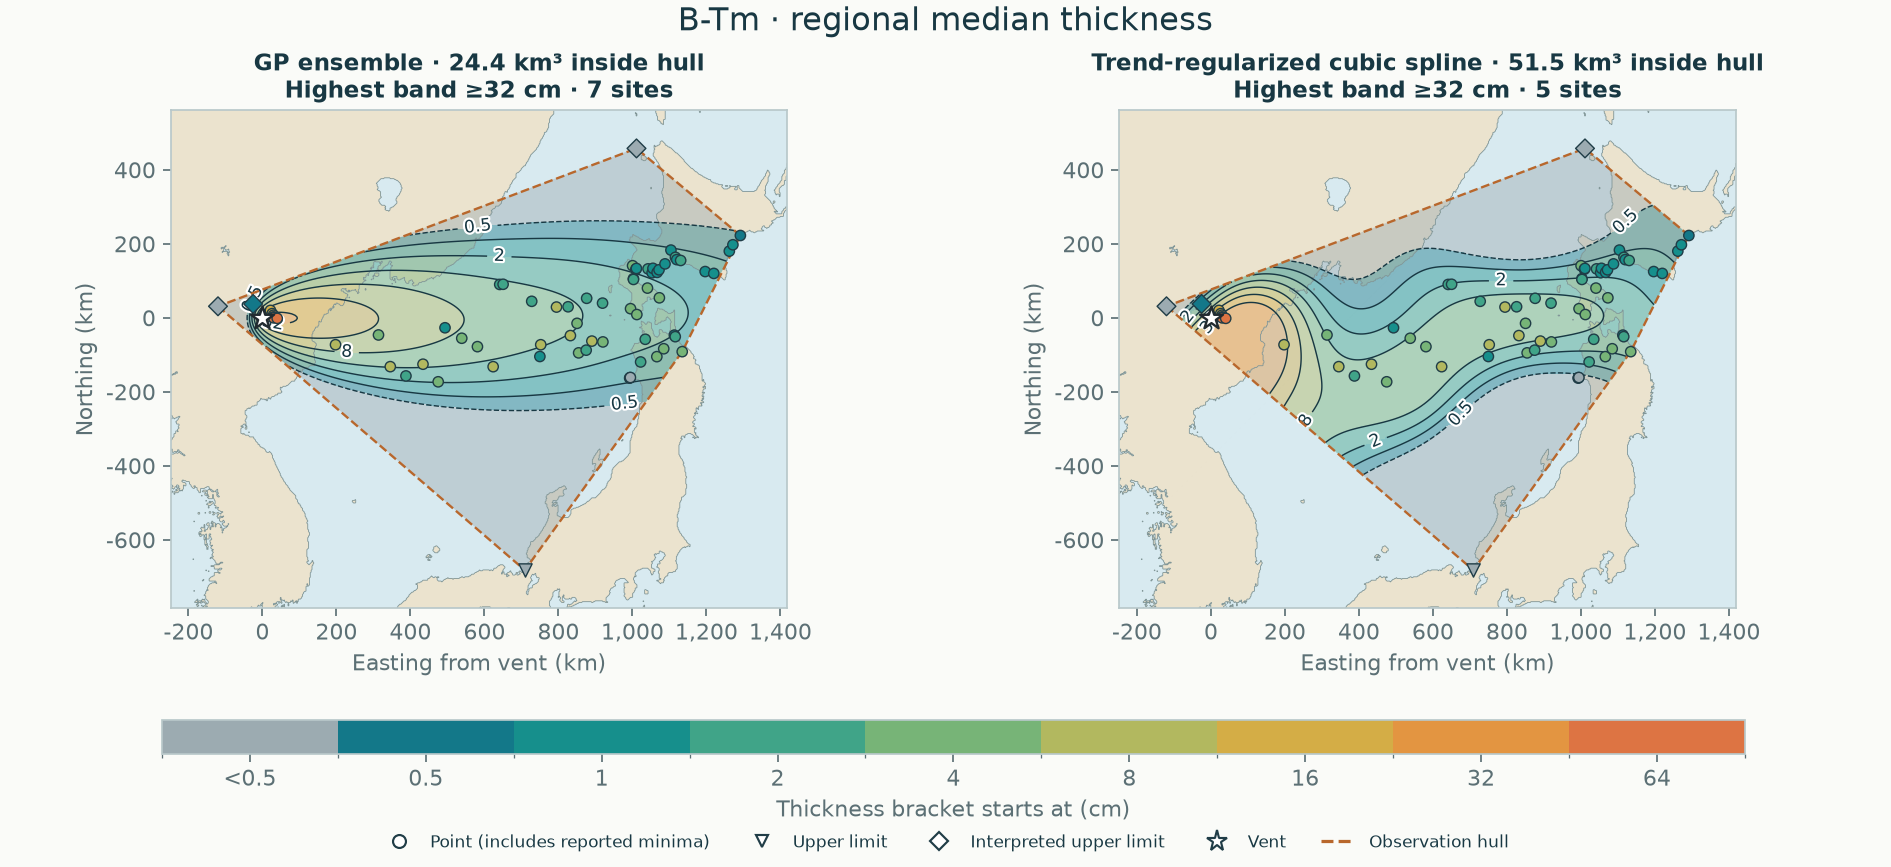 B-Tm · regional median thickness
GP ensemble · 24.4 km³ inside hull
Highest band ≥32 cm · 7 sites
Trend-regularized cubic spline · 51.5 km³ inside hull
Highest band ≥32 cm · 5 sites
Northing (km)
400
200
0
-200
-400
-600
0.5
2
8
0.5
-200 0 200 400 600 800 1,000 1,200 1,400
Easting from vent (km)
Northing (km)
400
200
0
-200
-400
-600
0.5
2
2
8
2
0.5
-200 0 200 400 600 800 1,000 1,200 1,400
Easting from vent (km)
<0.5 0.5 1 2 4 8 16 32 64
Thickness bracket starts at (cm)
Point (includes reported minima) Upper limit Interpreted upper limit Vent Observation hull